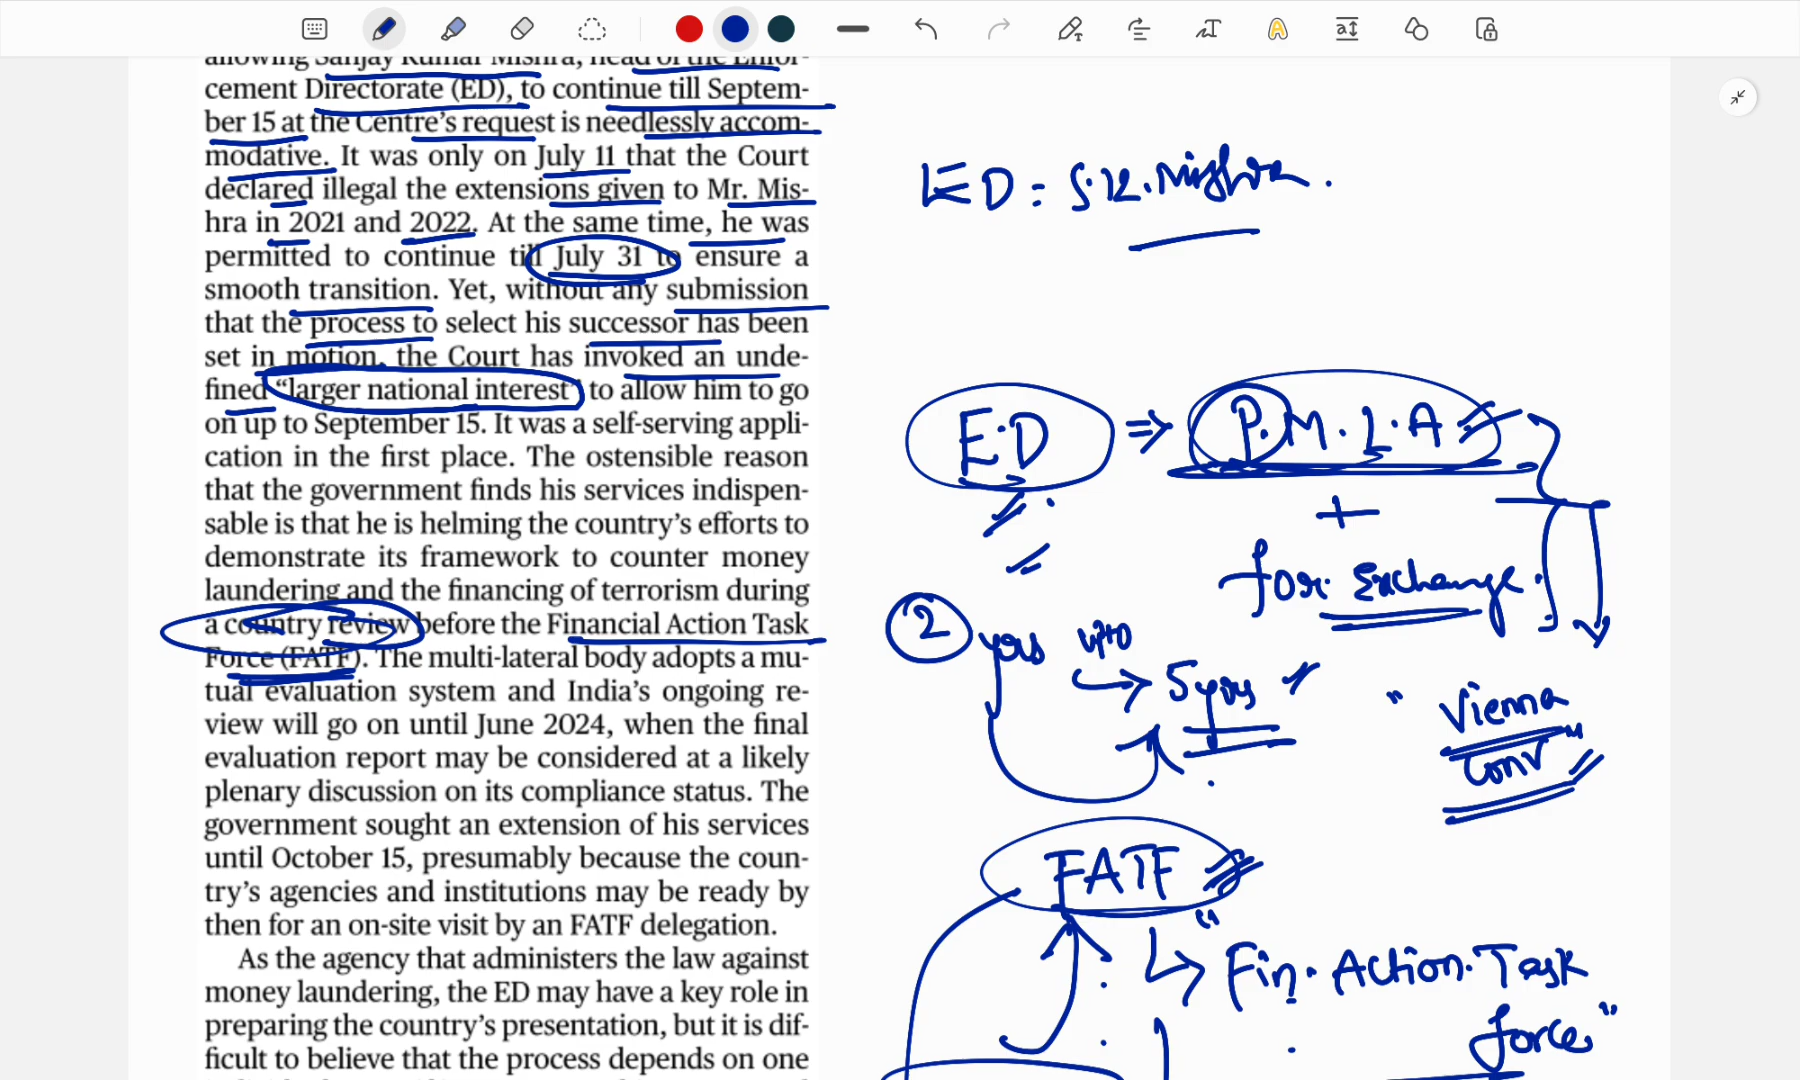 allowing Sanjay Kumar Mishra, head of the Enfor-
cement Directorate (ED), to continue till Septem-
ber 15 at the Centre's request is needlessly accom-
modative. It was only on July 11 that the Court
declared illegal the extensions given to Mr. Mis-
hra in 2021 and 2022. At the same time, he was
permitted to continue till July 31 to ensure a
smooth transition. Yet, without any submission
that the process to select his successor has been
set in motion, the Court has invoked an unde-
fined “larger national interest” to allow him to go
on up to September 15. It was a self-serving appli-
cation in the first place. The ostensible reason
that the government finds his services indispen-
sable is that he is helming the country's efforts to
demonstrate its framework to counter money
laundering and the financing of terrorism during
a country review before the Financial Action Task
Force (FATF). The multi-lateral body adopts a mu-
tual evaluation system and India's ongoing re-
view will go on until June 2024, when the final
evaluation report may be considered at a likely
plenary discussion on its compliance status. The
government sought an extension of his services
until October 15, presumably because the coun-
try's agencies and institutions may be ready by
then for an on-site visit by an FATF delegation.
As the agency that administers the law against
money laundering, the ED may have a key role in
preparing the country's presentation, but it is dif-
ficult to believe that the process depends on one
ED = S.K. Mishra.
E.D ⇒ P.M.L.A
+
for. Exchange.
2 years upto → 5 yrs
"Vienna
Conv"
FATF
"Fin. Action. Task
force"